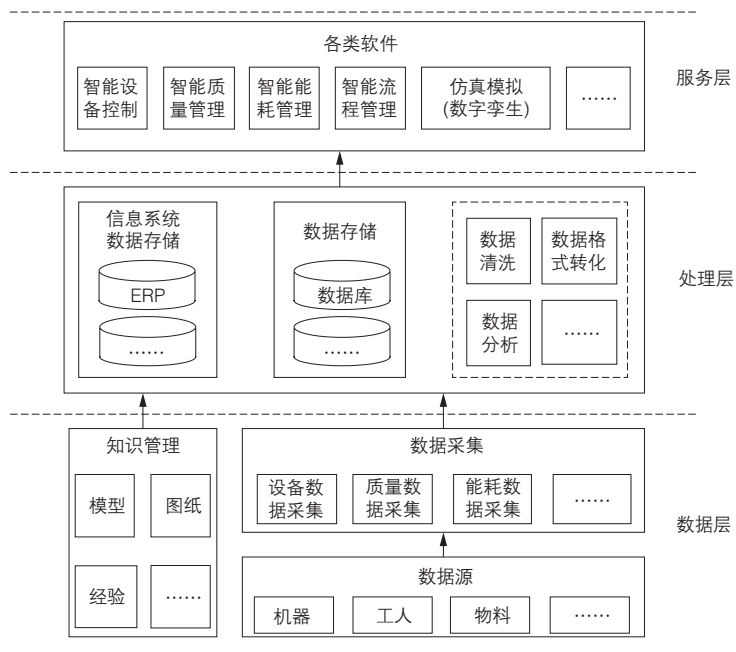 各类软件
智能设
备控制
智能质
量管理
智能能
耗管理
智能流
程管理
仿真模拟
(数字孪生)
……
服务层
信息系统
数据存储
ERP
……
数据存储
数据库
……
数据
清洗
数据格
式转化
数据
分析
……
处理层
知识管理
模型
图纸
经验
……
数据采集
设备数
据采集
质量数
据采集
能耗数
据采集
……
数据源
机器
工人
物料
……
数据层